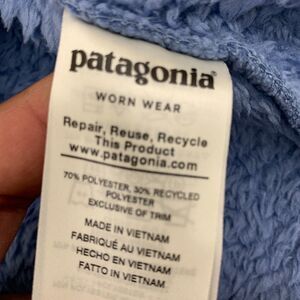 patagonia®
WORN WEAR
Repair, Reuse, Recycle
This Product
www.patagonia.com
70% POLYESTER, 30% RECYCLED
POLYESTER
EXCLUSIVE OF TRIM
MADE IN VIETNAM
FABRIQUÉ AU VIETNAM
HECHO EN VIETNAM
FATTO IN VIETNAM